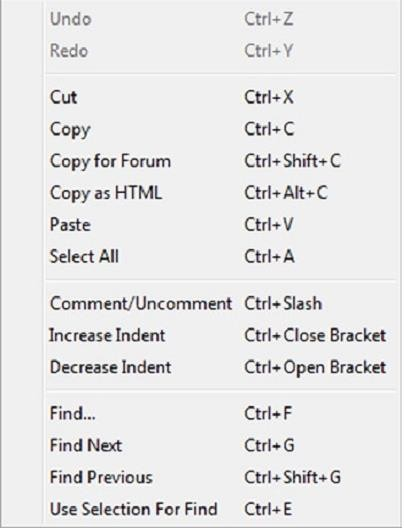 Undo Ctrl+Z
Redo Ctrl+Y
Cut Ctrl+X
Copy Ctrl+C
Copy for Forum Ctrl+Shift+C
Copy as HTML Ctrl+Alt+C
Paste Ctrl+V
Select All Ctrl+A
Comment/Uncomment Ctrl+Slash
Increase Indent Ctrl+Close Bracket
Decrease Indent Ctrl+Open Bracket
Find... Ctrl+F
Find Next Ctrl+G
Find Previous Ctrl+Shift+G
Use Selection For Find Ctrl+E